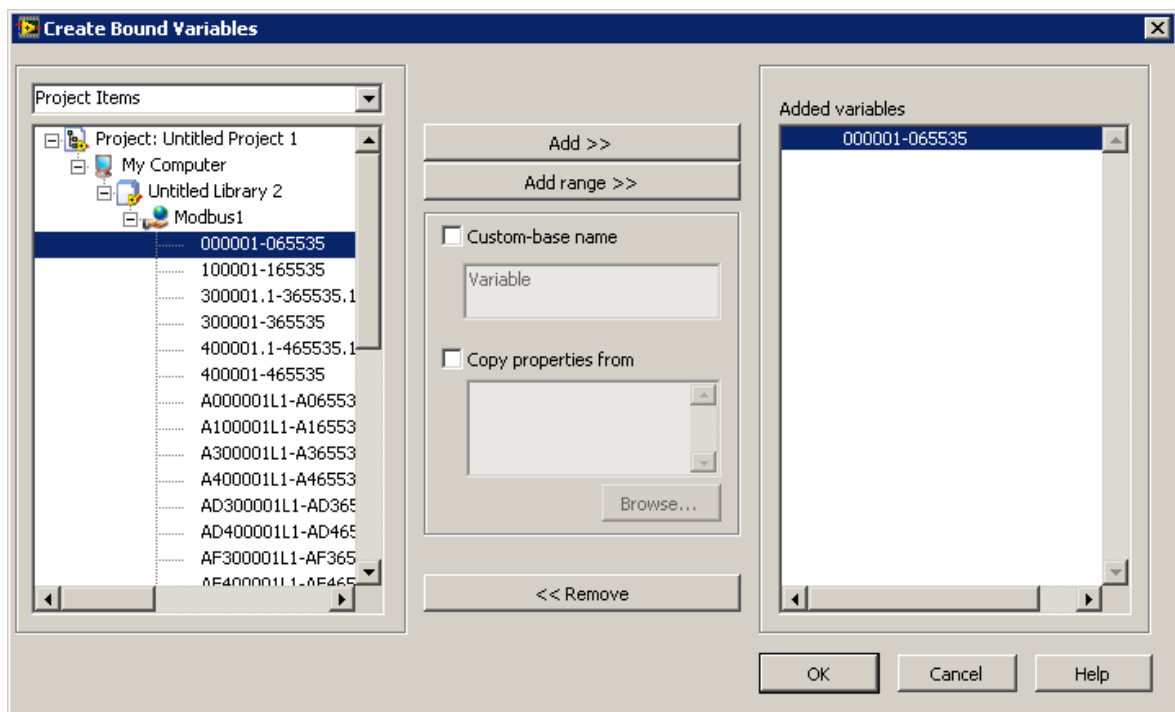 Create Bound Variables
Project Items
Project: Untitled Project 1
My Computer
Untitled Library 2
Modbus1
000001-065535
100001-165535
300001.1-365535.1
300001-365535
400001.1-465535.1
400001-465535
A000001L1-A06553
A100001L1-A16553
A300001L1-A36553
A400001L1-A46553
AD300001L1-AD365
AD400001L1-AD465
AF300001L1-AF365
AF400001L1-AF465
Add >>
Add range >>
Custom-base name
Variable
Copy properties from
Browse...
<< Remove
Added variables
000001-065535
OK
Cancel
Help